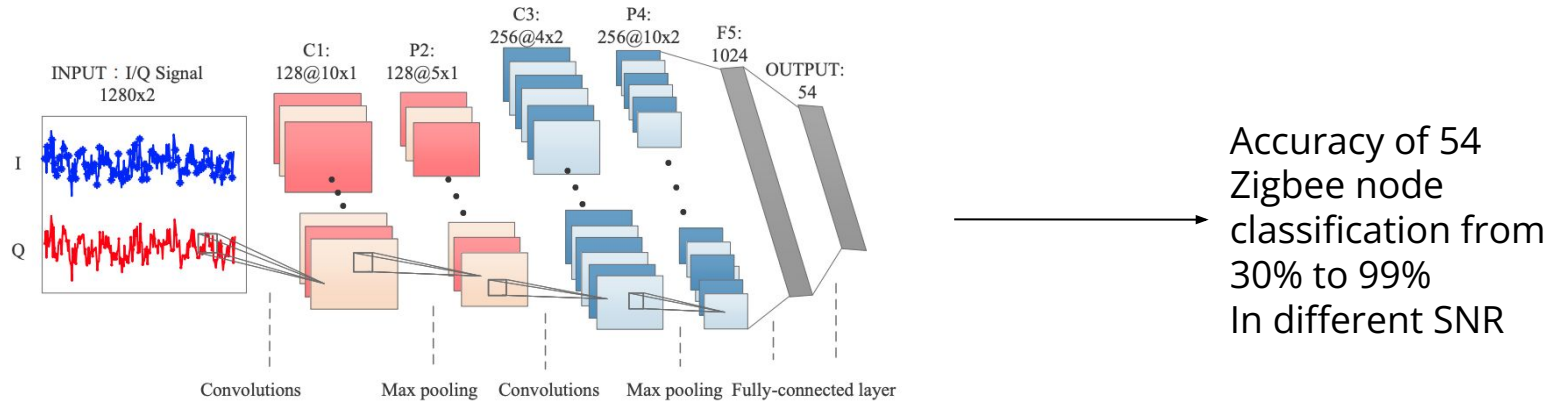 INPUT：I/Q Signal
1280x2
I
Q
C1:
128@10x1
P2:
128@5x1
C3:
256@4x2
P4:
256@10x2
F5:
1024
OUTPUT:
54
Convolutions
Max pooling
Convolutions
Max pooling
Fully-connected layer
Accuracy of 54
Zigbee node
classification from
30% to 99%
In different SNR